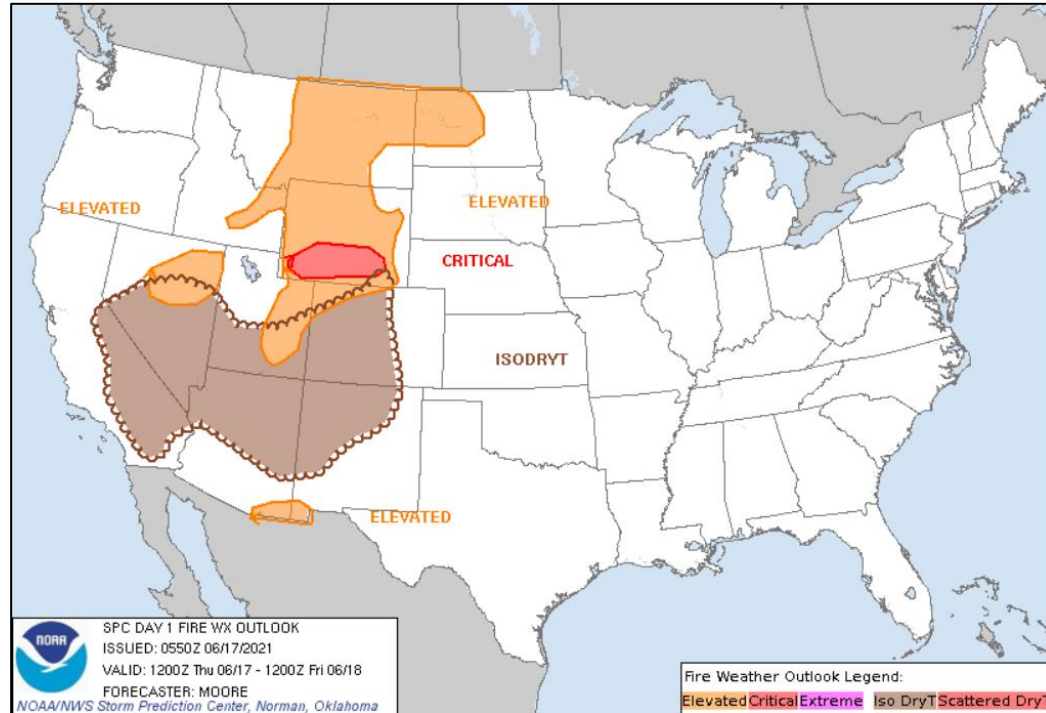 ELEVATED
ELEVATED
CRITICAL
ISODRYT
ELEVATED
NOAA
SPC DAY 1 FIRE WX OUTLOOK
ISSUED: 0550Z 06/17/2021
VALID: 1200Z Thu 06/17 - 1200Z Fri 06/18
FORECASTER: MOORE
NOAA/NWS Storm Prediction Center, Norman, Oklahoma
Fire Weather Outlook Legend:
Elevated Critical Extreme Iso DryT Scattered DryT